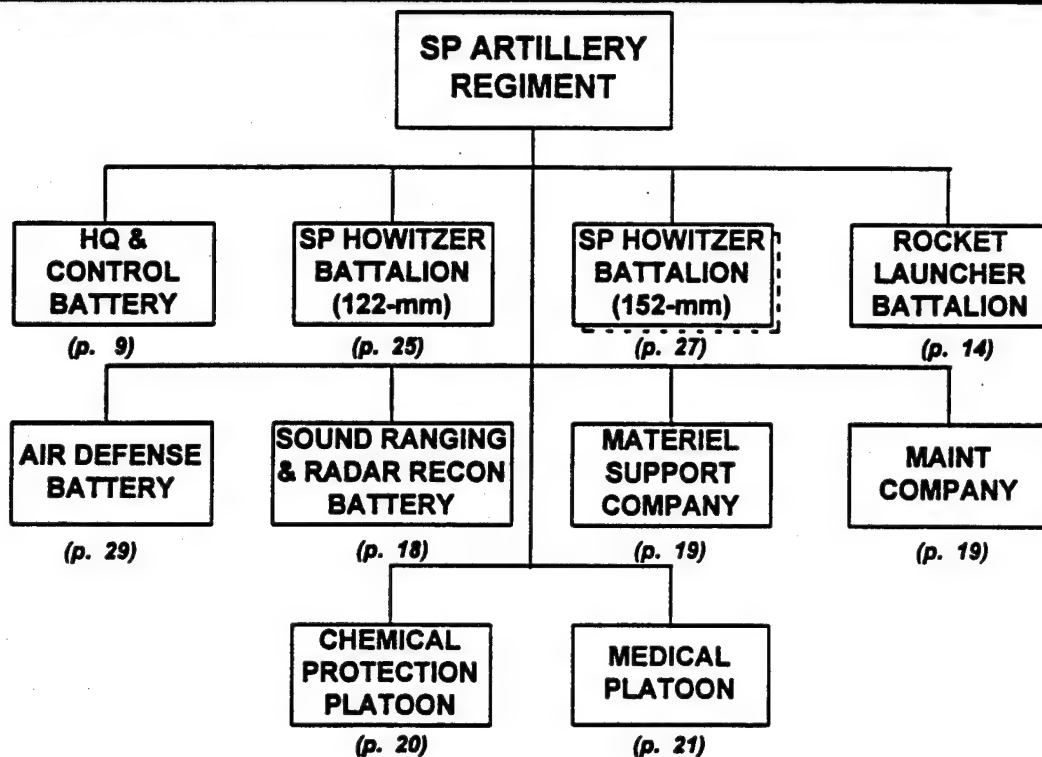 SP ARTILLERY
REGIMENT
HQ &
CONTROL
BATTERY
(p. 9)
SP HOWITZER
BATTALION
(122-mm)
(p. 25)
SP HOWITZER
BATTALION
(152-mm)
(p. 27)
ROCKET
LAUNCHER
BATTALION
(p. 14)
AIR DEFENSE
BATTERY
(p. 29)
SOUND RANGING
& RADAR RECON
BATTERY
(p. 18)
MATERIEL
SUPPORT
COMPANY
(p. 19)
MAINT
COMPANY
(p. 19)
CHEMICAL
PROTECTION
PLATOON
(p. 20)
MEDICAL
PLATOON
(p. 21)